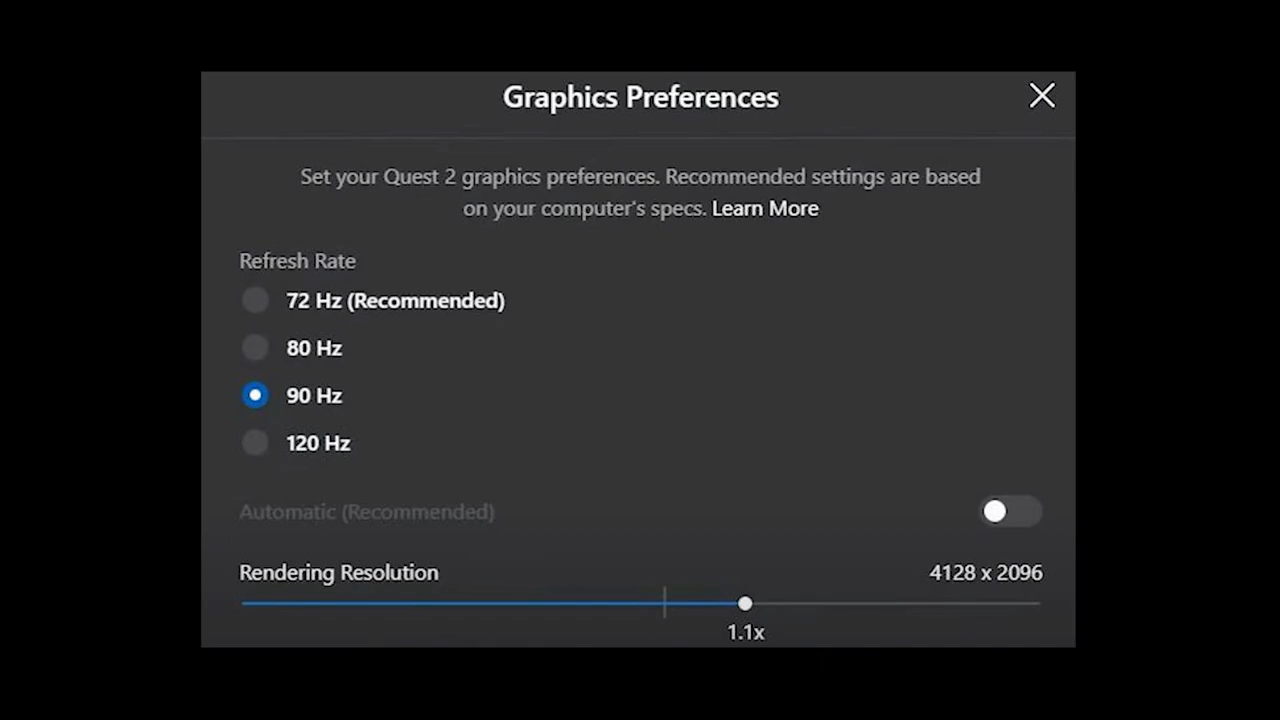 Graphics Preferences
Set your Quest 2 graphics preferences. Recommended settings are based
on your computer's specs. Learn More
Refresh Rate
72 Hz (Recommended)
80 Hz
90 Hz
120 Hz
Automatic (Recommended)
Rendering Resolution 4128 x 2096
1.1x